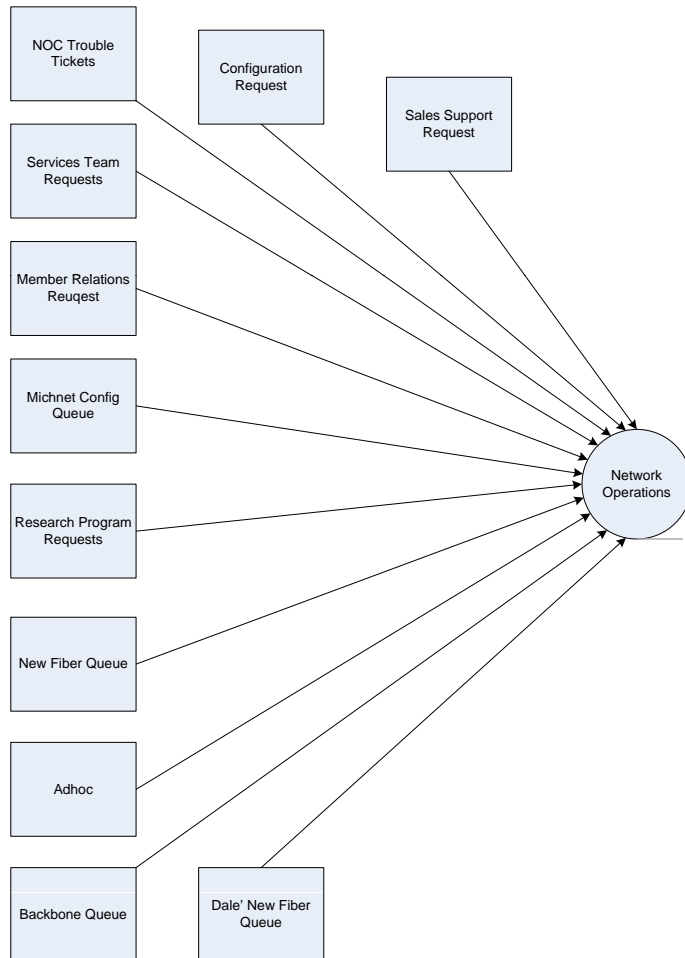 NOC Trouble
Tickets
Configuration
Request
Sales Support
Request
Services Team
Requests
Member Relations
Reuqest
Michnet Config
Queue
Network
Operations
Research Program
Requests
New Fiber Queue
Adhoc
Backbone Queue
Dale' New Fiber
Queue